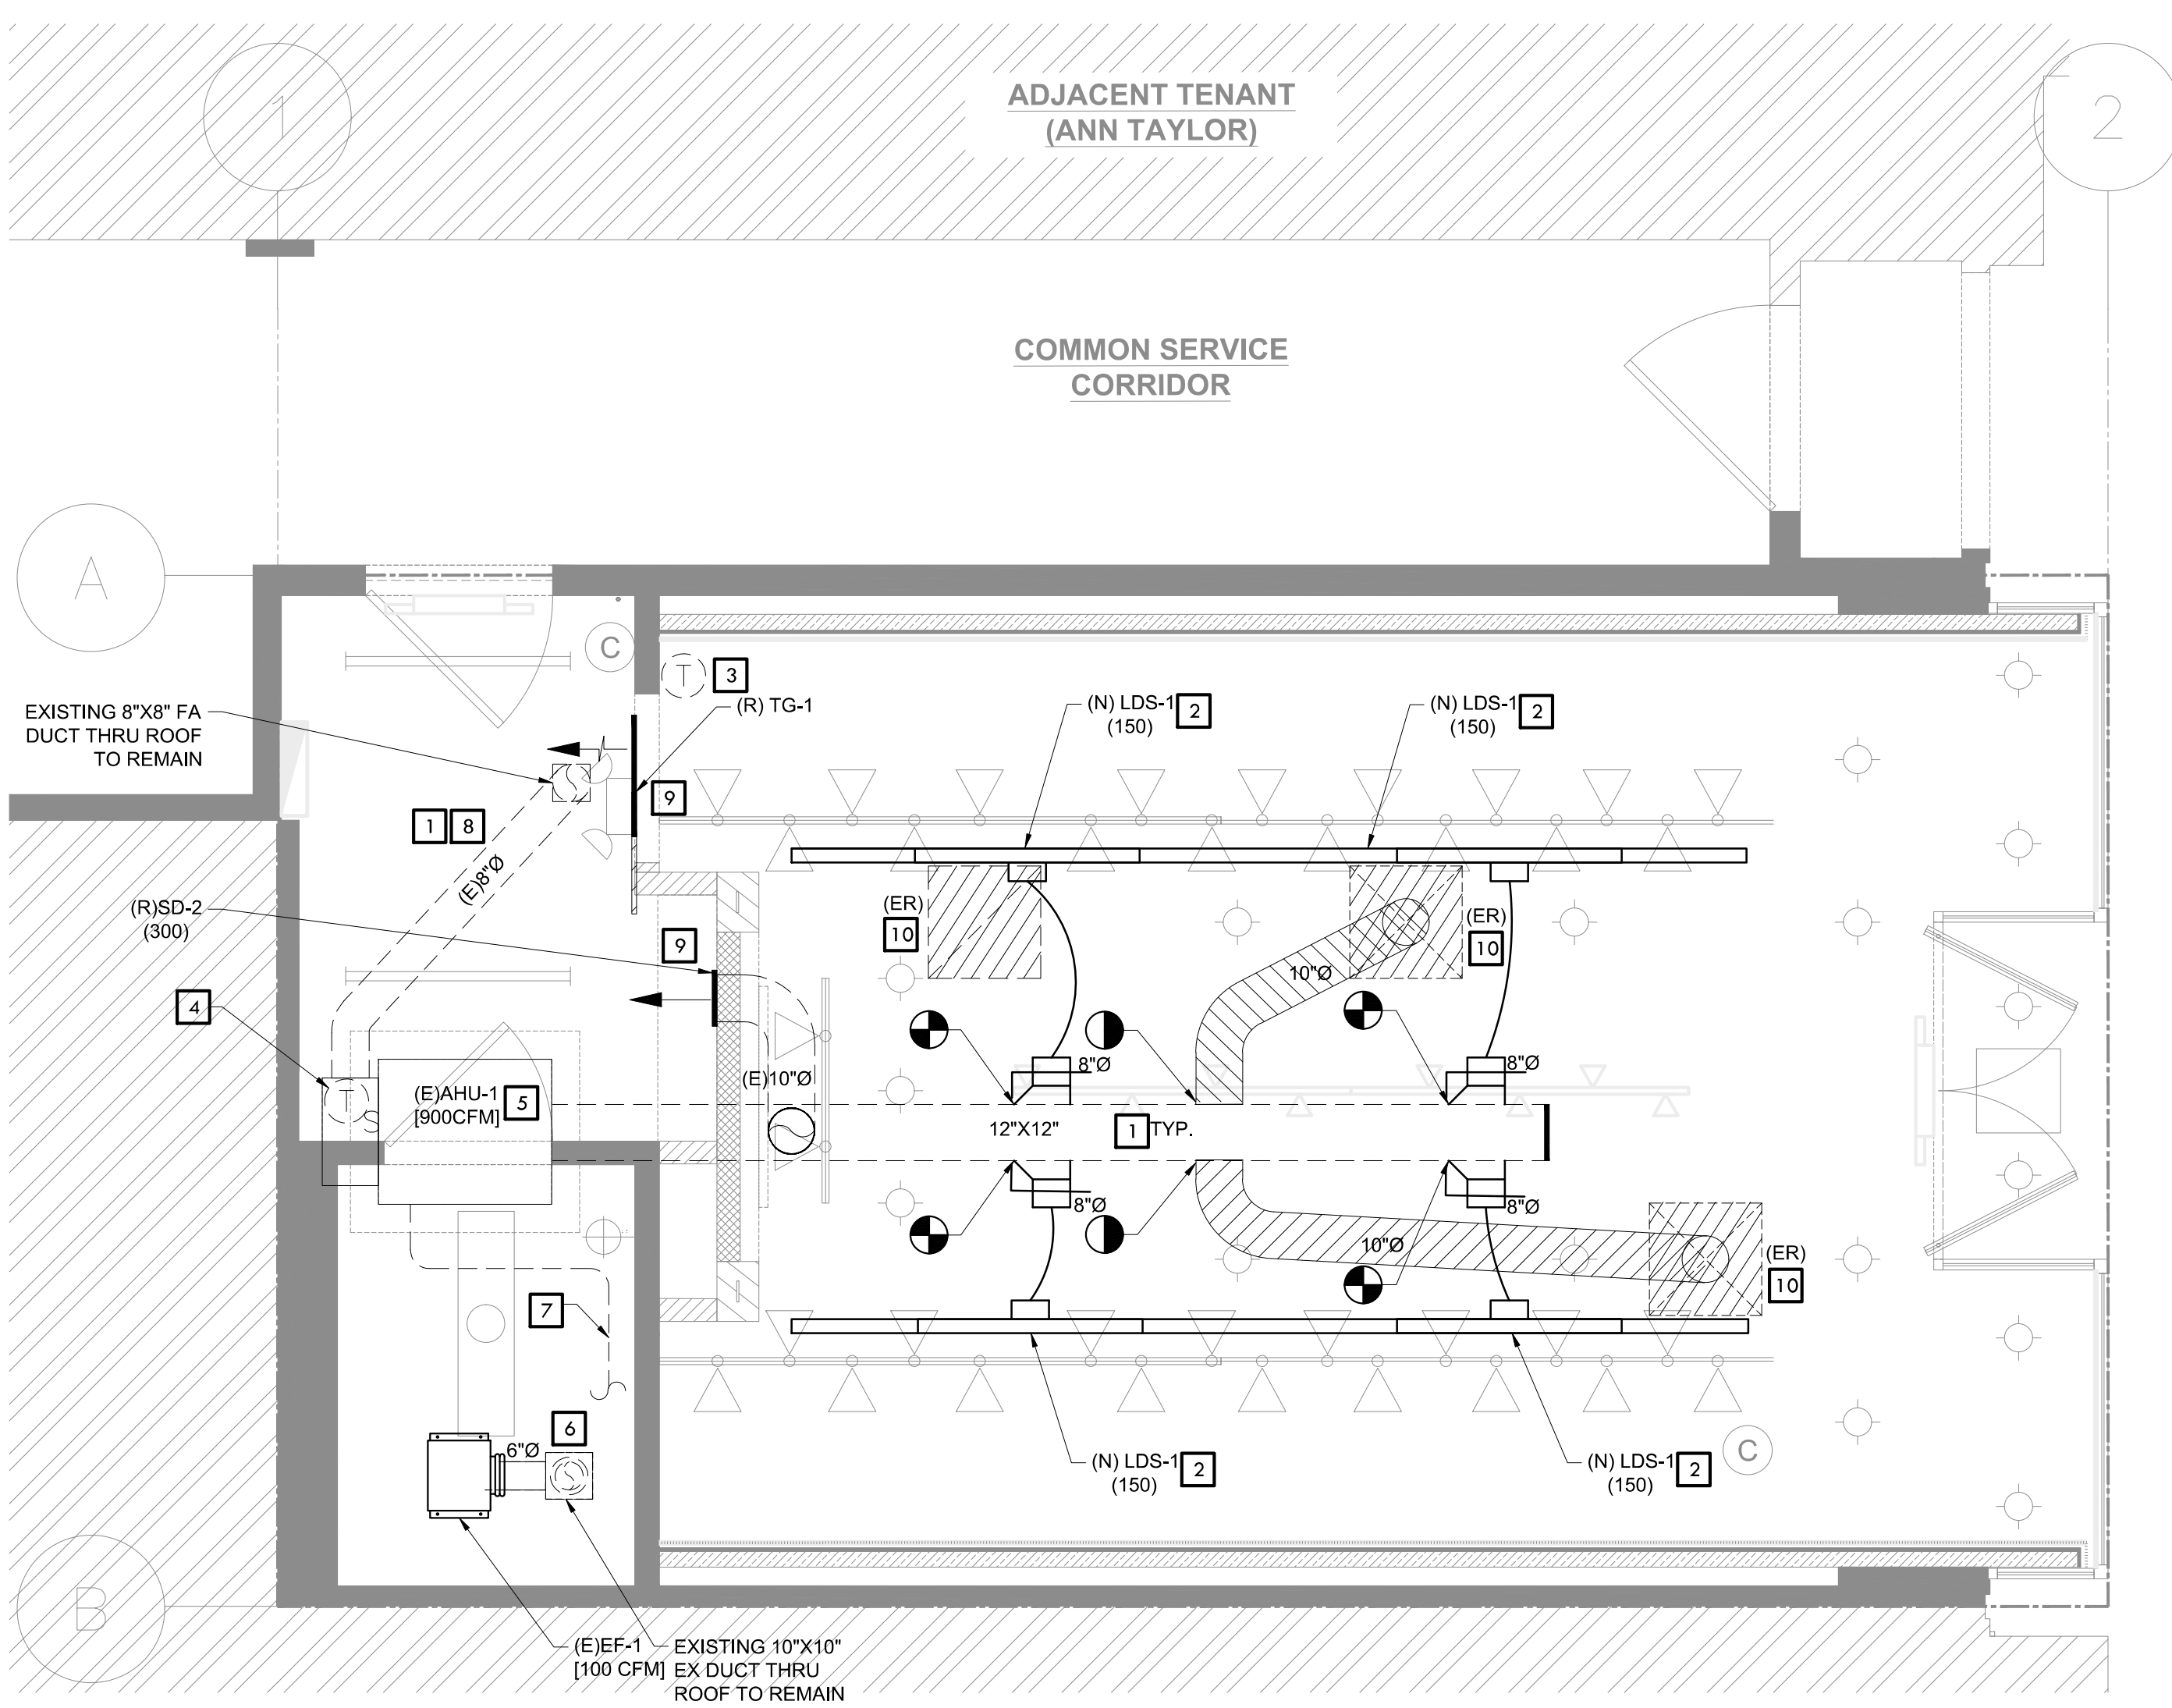 1
2
ADJACENT TENANT
(ANN TAYLOR)
COMMON SERVICE
CORRIDOR
A
C
T
3
(R) TG-1
EXISTING 8"X8" FA
DUCT THRU ROOF
TO REMAIN
(N) LDS-1 2
(150)
(N) LDS-1 2
(150)
9
1 8
(E)8"Ø
(R)SD-2
(300)
9
(ER)
10
(ER)
10
10"Ø
4
T
S
(E)AHU-1
[900CFM]
5
(E)10"Ø
8"Ø
8"Ø
12"X12"
1 TYP.
8"Ø
8"Ø
10"Ø
(ER)
10
7
6
6"Ø
(N) LDS-1 2
(150)
(N) LDS-1 2
(150)
C
B
(E)EF-1
[100 CFM]
EXISTING 10"X10"
EX DUCT THRU
ROOF TO REMAIN